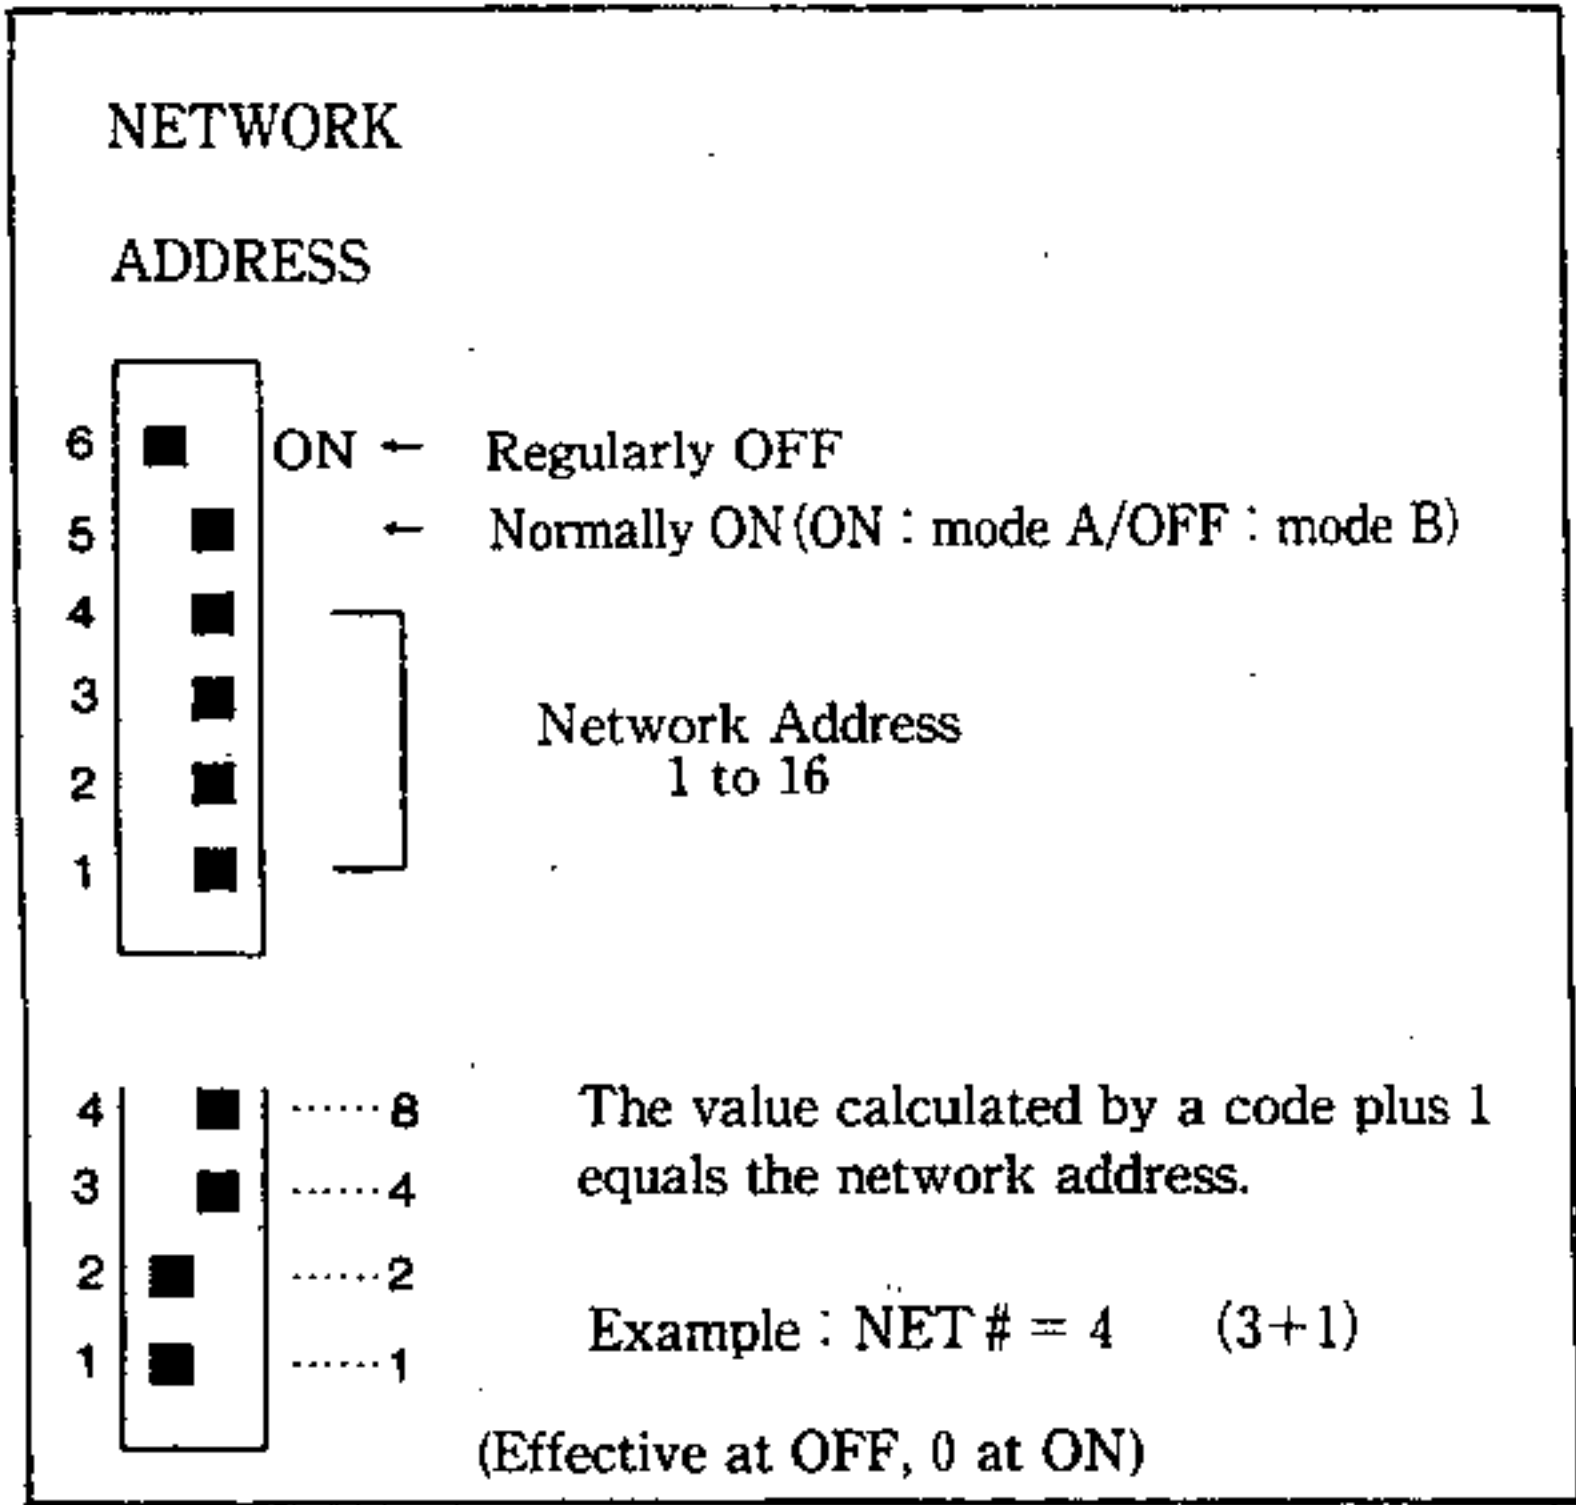 NETWORK
ADDRESS
6 ON ← Regularly OFF
5 ← Normally ON (ON : mode A/OFF : mode B)
4
3
Network Address
2 1 to 16
1
4 ······8 The value calculated by a code plus 1
3 ······4 equals the network address.
2 ······2
Example : NET # = 4 (3+1)
1 ······1
(Effective at OFF, 0 at ON)